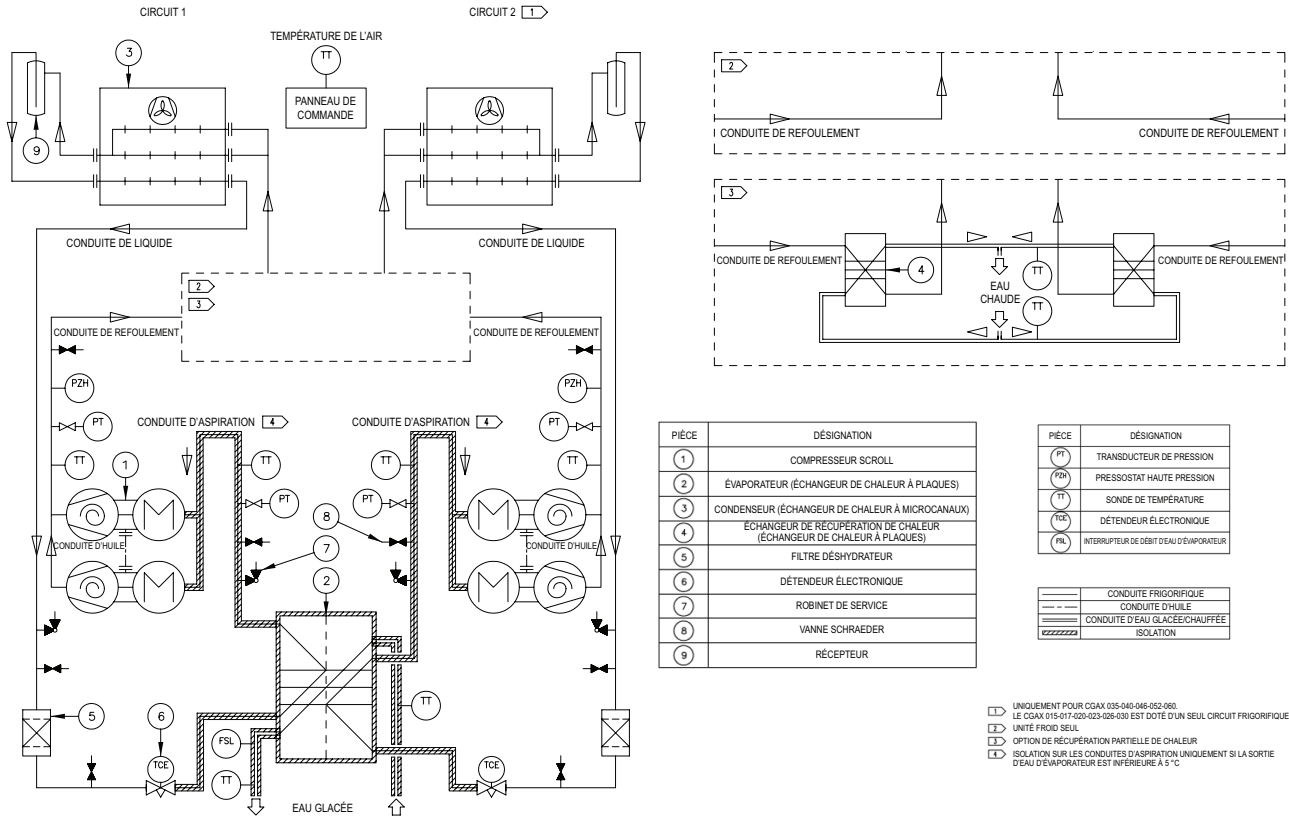 CIRCUIT 1
CIRCUIT 2 1
TEMPÉRATURE DE L'AIR
TT
PANNEAU DE
COMMANDE
3
9
CONDUITE DE LIQUIDE
CONDUITE DE LIQUIDE
2
3
CONDUITE DE REFOULEMENT
CONDUITE DE REFOULEMENT
PZH
PZH
PT
PT
CONDUITE D'ASPIRATION 4
CONDUITE D'ASPIRATION 4
TT
TT
TT
TT
1
PT
PT
8
CONDUITE D'HUILE
CONDUITE D'HUILE
7
2
5
6
TT
FSL
TCE
TCE
TT
EAU GLACÉE
2
CONDUITE DE REFOULEMENT
CONDUITE DE REFOULEMENT
3
CONDUITE DE REFOULEMENT
CONDUITE DE REFOULEMENT
4
TT
EAU
CHAUDE
TT
PIÈCE DÉSIGNATION
1 COMPRESSEUR SCROLL
2 ÉVAPORATEUR (ÉCHANGEUR DE CHALEUR À PLAQUES)
3 CONDENSEUR (ÉCHANGEUR DE CHALEUR À MICROCANAUX)
4 ÉCHANGEUR DE RÉCUPÉRATION DE CHALEUR
(ÉCHANGEUR DE CHALEUR À PLAQUES)
5 FILTRE DÉSHYDRATEUR
6 DÉTENDEUR ÉLECTRONIQUE
7 ROBINET DE SERVICE
8 VANNE SCHRAEDER
9 RÉCEPTEUR
PIÈCE DÉSIGNATION
PT TRANSDUCTEUR DE PRESSION
PZH PRESSOSTAT HAUTE PRESSION
TT SONDE DE TEMPÉRATURE
TCE DÉTENDEUR ÉLECTRONIQUE
FSL INTERRUPTEUR DE DÉBIT D'EAU D'ÉVAPORATEUR
CONDUITE FRIGORIFIQUE
CONDUITE D'HUILE
CONDUITE D'EAU GLACÉE/CHAUFFÉE
ISOLATION
1 UNIQUEMENT POUR CGAX 035-040-046-052-060.
LE CGAX 015-017-020-023-026-030 EST DOTÉ D'UN SEUL CIRCUIT FRIGORIFIQUE
2 UNITÉ FROID SEUL
3 OPTION DE RÉCUPÉRATION PARTIELLE DE CHALEUR
4 ISOLATION SUR LES CONDUITES D'ASPIRATION UNIQUEMENT SI LA SORTIE
D'EAU D'ÉVAPORATEUR EST INFÉRIEURE À 5 °C